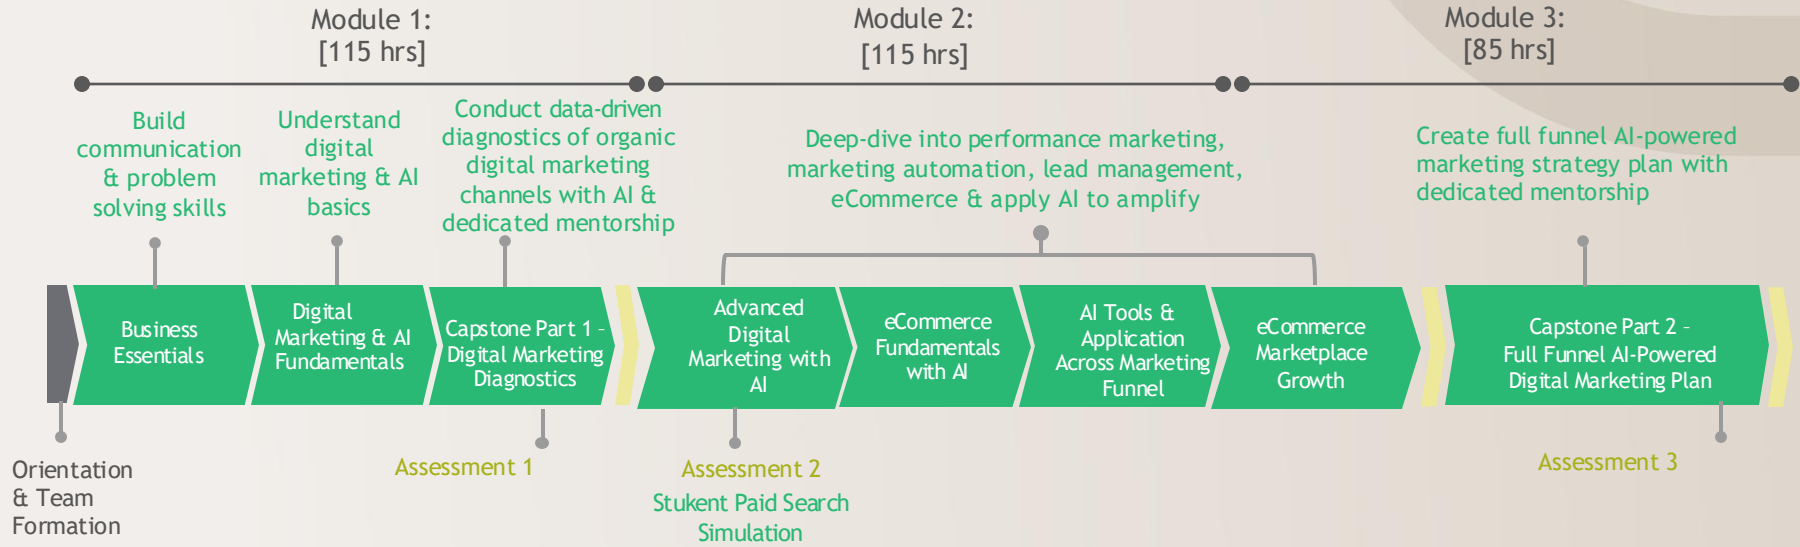 Module 1:
[115 hrs]
Module 2:
[115 hrs]
Module 3:
[85 hrs]
Build
communication
& problem
solving skills
Understand
digital
marketing & AI
basics
Conduct data-driven
diagnostics of organic
digital marketing
channels with AI &
dedicated mentorship
Deep-dive into performance marketing,
marketing automation, lead management,
eCommerce & apply AI to amplify
Create full funnel AI-powered
marketing strategy plan with
dedicated mentorship
Business
Essentials
Digital
Marketing & AI
Fundamentals
Capstone Part 1 -
Digital Marketing
Diagnostics
Advanced
Digital
Marketing with
AI
eCommerce
Fundamentals
with AI
AI Tools &
Application
Across Marketing
Funnel
eCommerce
Marketplace
Growth
Capstone Part 2 -
Full Funnel AI-Powered
Digital Marketing Plan
Orientation
& Team
Formation
Assessment 1
Assessment 2
Stukent Paid Search
Simulation
Assessment 3